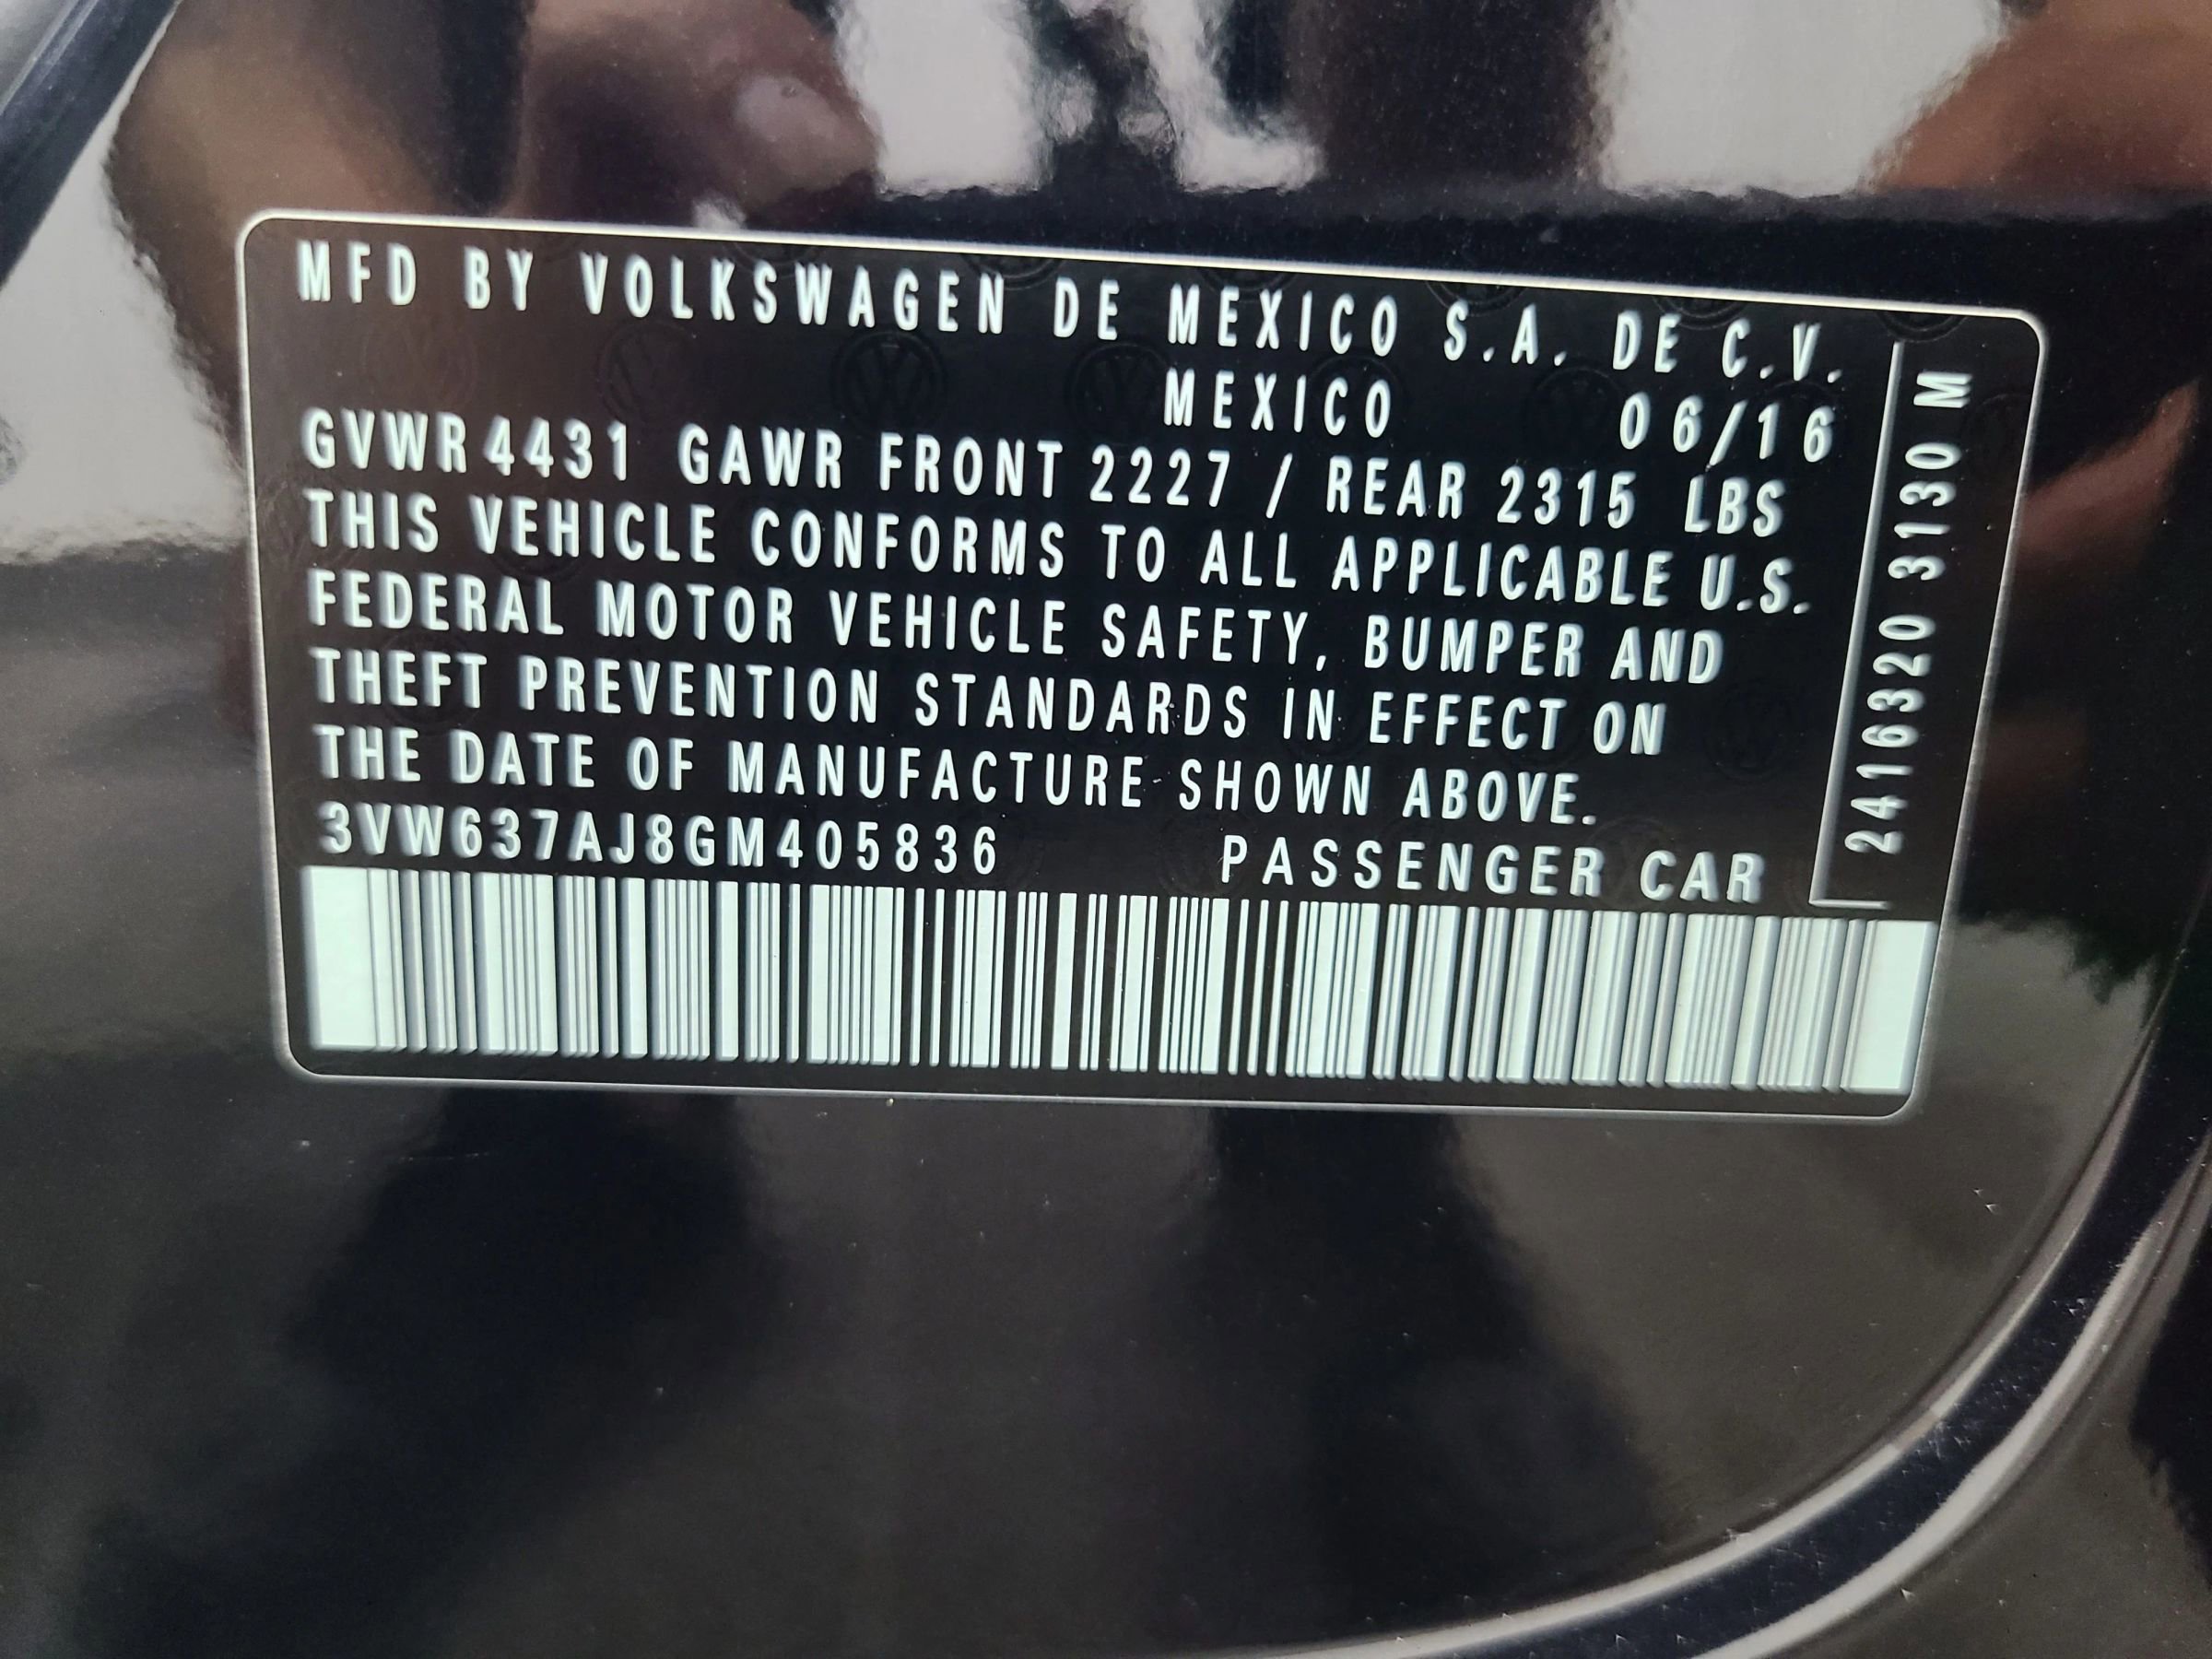 MFD BY VOLKSWAGEN DE MEXICO S.A. DE C.V.
MEXICO 06/16
GVWR 4431 GAWR FRONT 2227 / REAR 2315 LBS
THIS VEHICLE CONFORMS TO ALL APPLICABLE U.S.
FEDERAL MOTOR VEHICLE SAFETY, BUMPER AND
THEFT PREVENTION STANDARDS IN EFFECT ON
THE DATE OF MANUFACTURE SHOWN ABOVE.
3VW637AJ8GM405836 PASSENGER CAR
2416320 3130 M